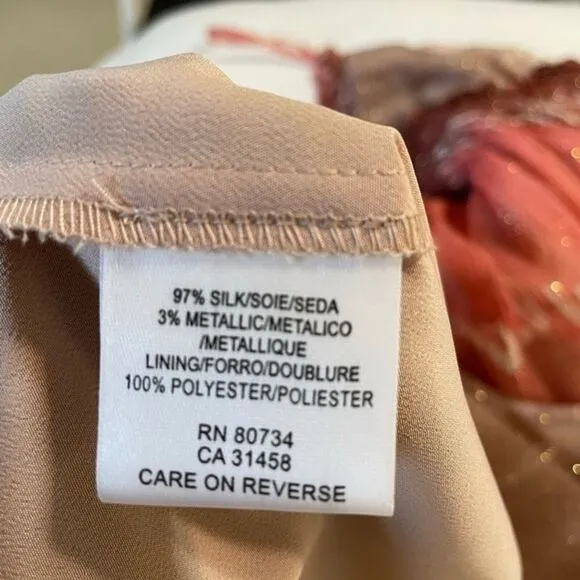 97% SILK/SOIE/SEDA
3% METALLIC/METALICO
/METALLIQUE
LINING/FORRO/DOUBLURE
100% POLYESTER/POLIESTER
RN 80734
CA 31458
CARE ON REVERSE